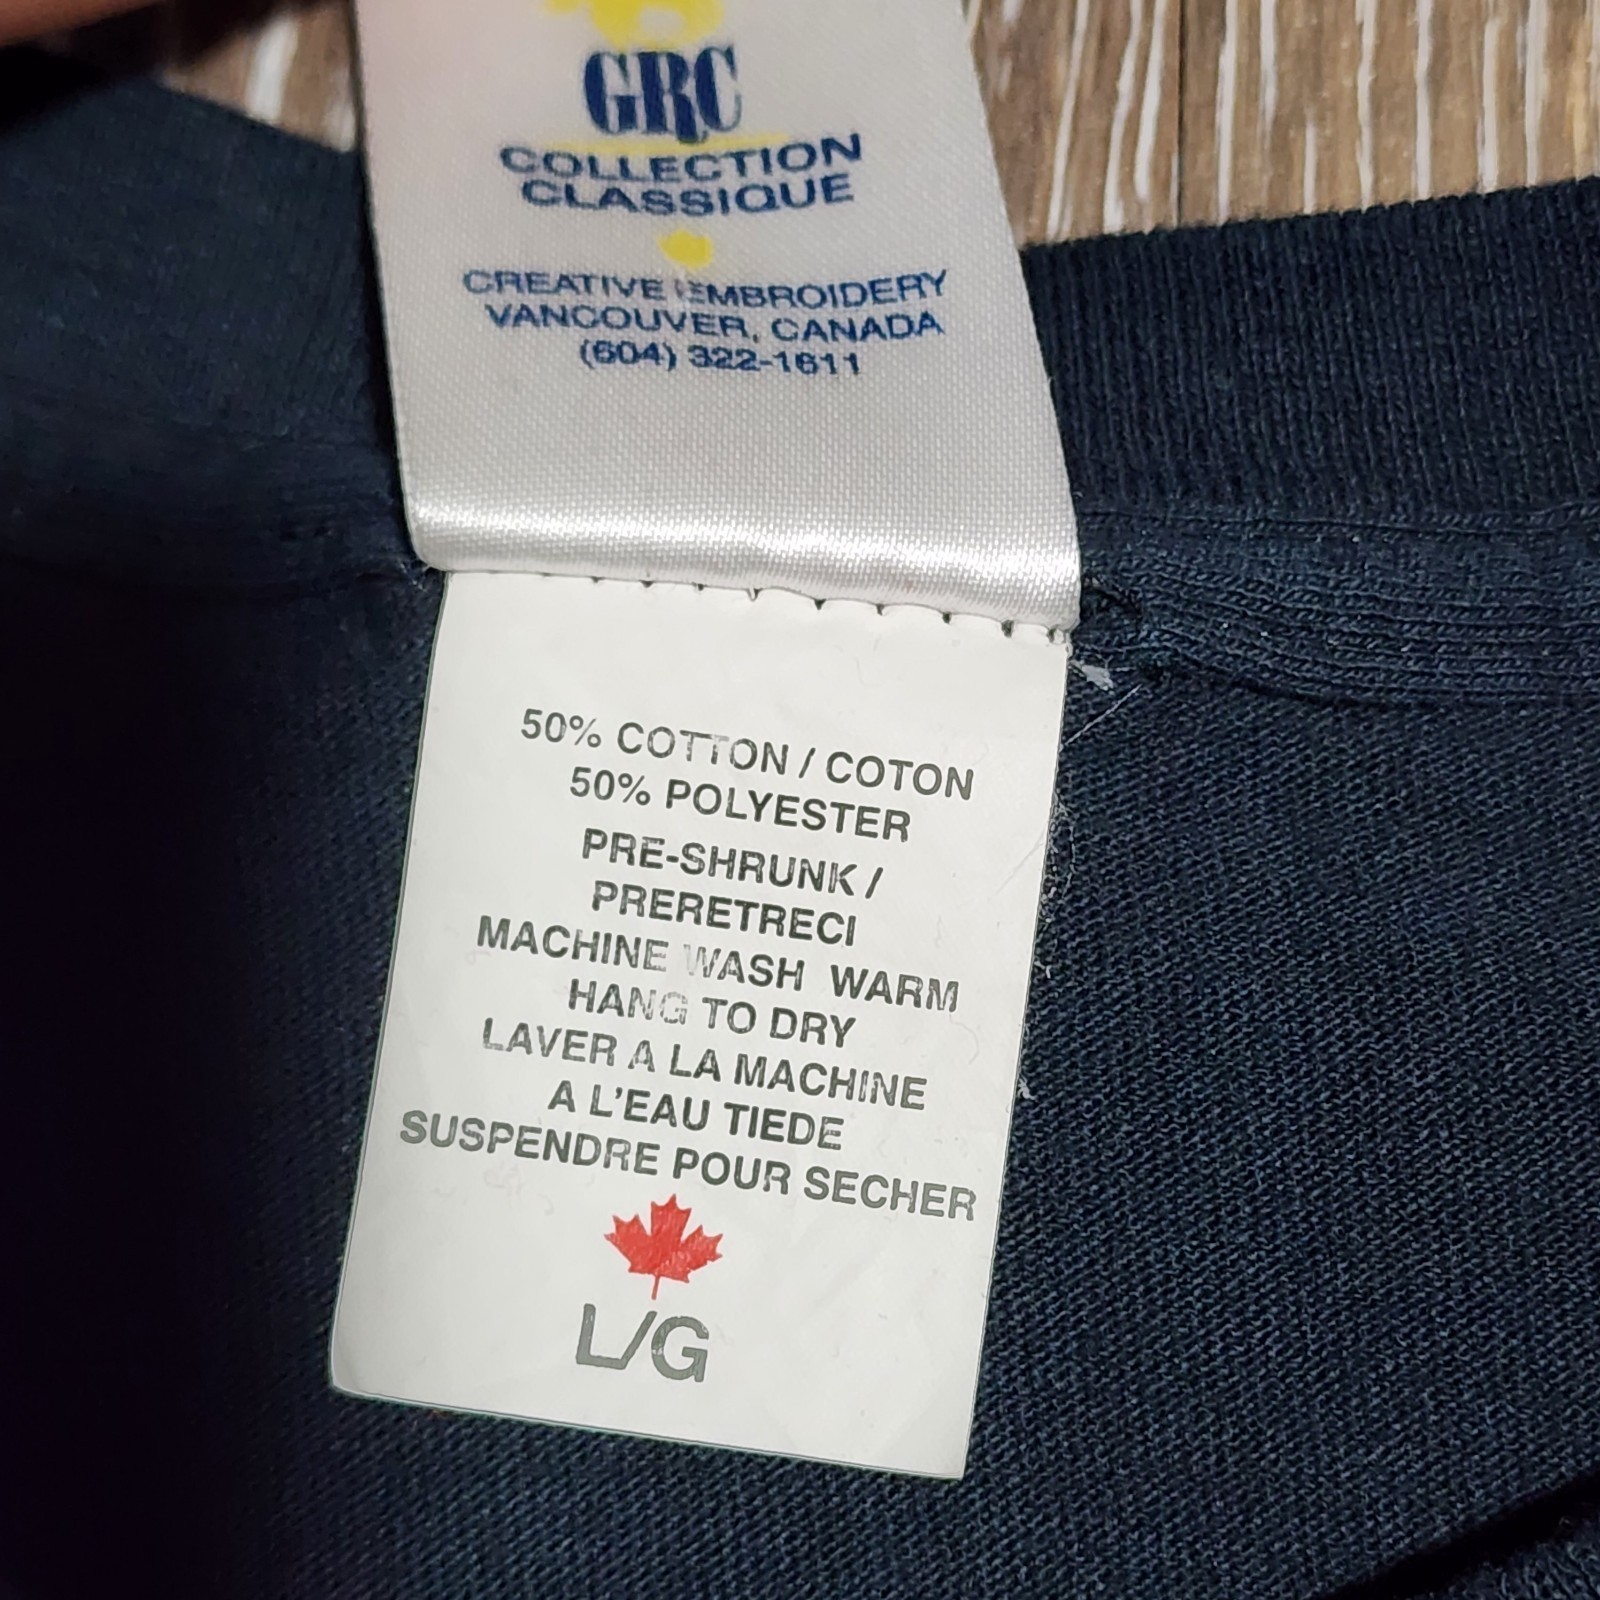 GRC
COLLECTION
CLASSIQUE
CREATIVE EMBROIDERY
VANCOUVER, CANADA
(604) 322-1611
50% COTTON / COTON
50% POLYESTER
PRE-SHRUNK /
PRERETRECI
MACHINE WASH WARM
HANG TO DRY
LAVER A LA MACHINE
A L'EAU TIEDE
SUSPENDRE POUR SECHER
L/G